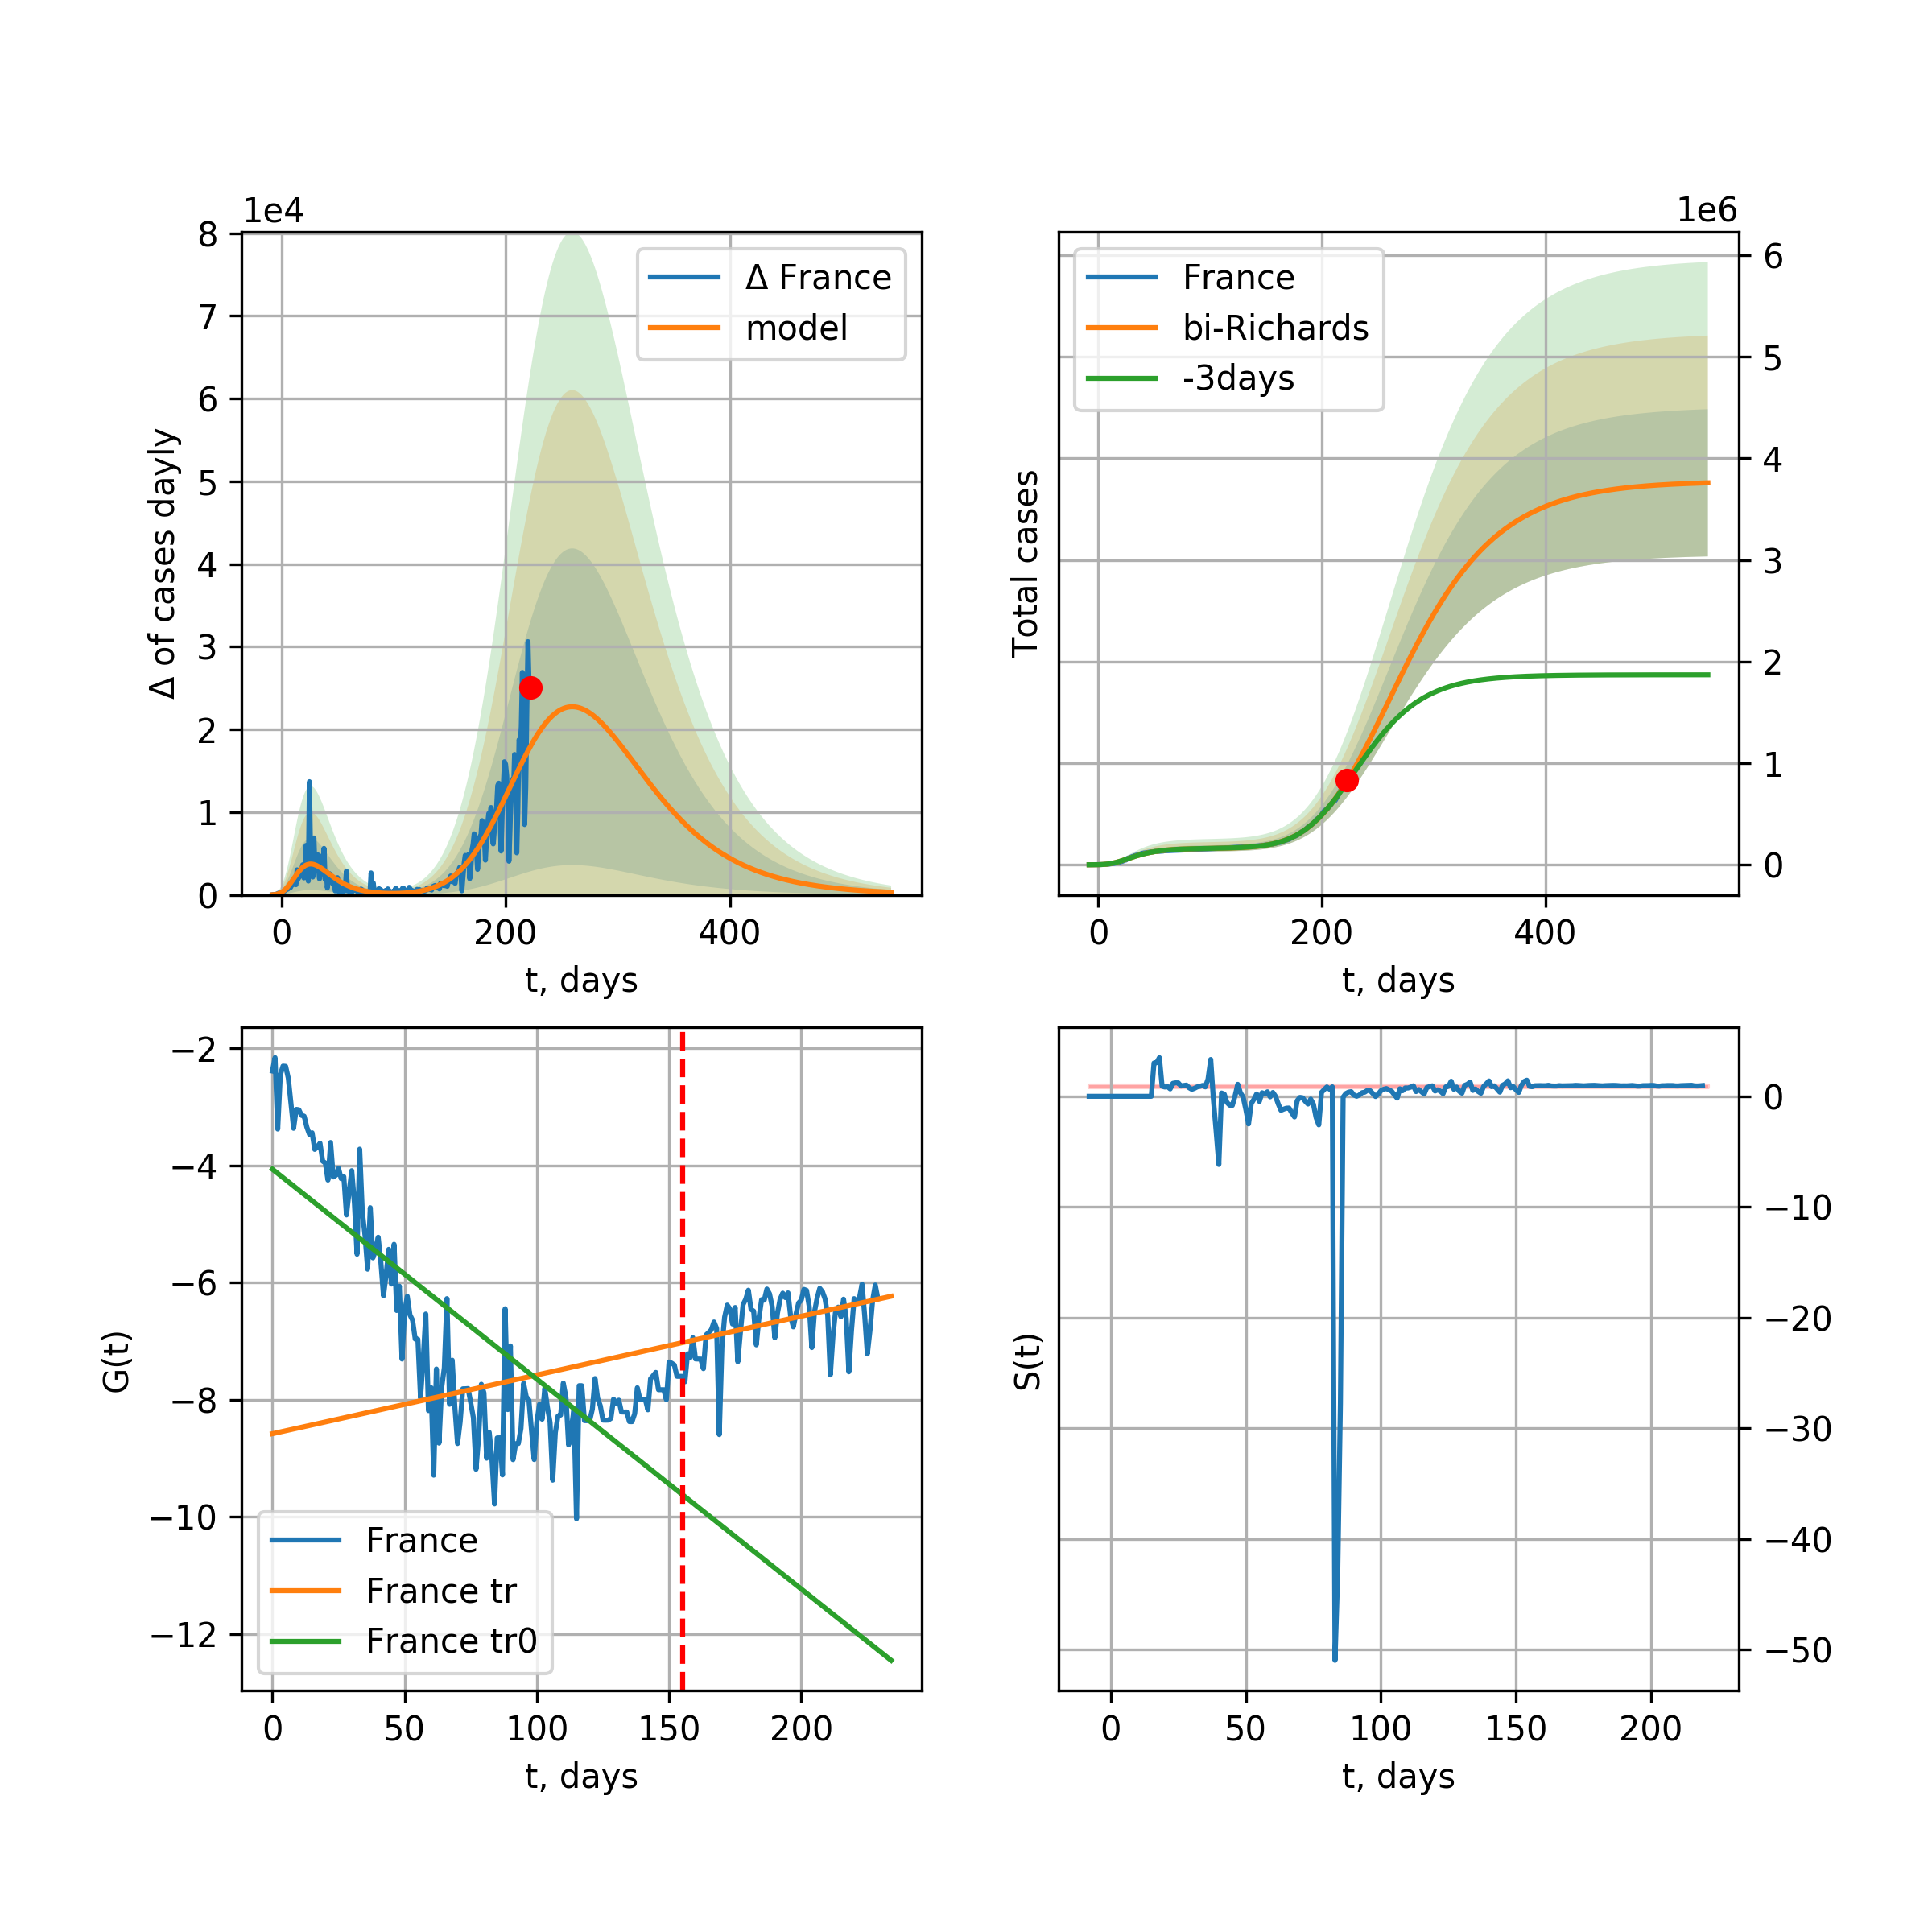 1e4
8
7
6
5
4
3
2
1
0
Δ of cases dayly
Δ France
model
0 200 400
t, days
1e6
6
5
4
3
2
1
0
Total cases
France
bi-Richards
-3days
0 200 400
t, days
−2
−4
−6
−8
−10
−12
G(t)
France
France tr
France tr0
0 50 100 150 200
t, days
0
−10
−20
−30
−40
−50
S(t)
0 50 100 150 200
t, days